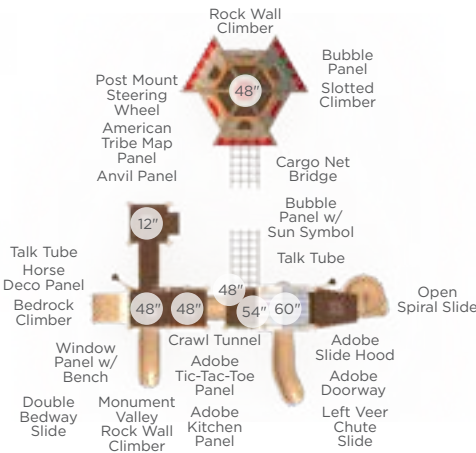 Rock Wall
Climber
Bubble
Panel
Slotted
Climber
48"
Post Mount
Steering
Wheel
American
Tribe Map
Panel
Anvil Panel
Cargo Net
Bridge
12"
Bubble
Panel w/
Sun Symbol
Talk Tube
Talk Tube
Horse
Deco Panel
Bedrock
Climber
48"
48"
48"
54"
60"
Open
Spiral Slide
Window
Panel w/
Bench
Crawl Tunnel
Adobe
Tic-Tac-Toe
Panel
Adobe
Slide Hood
Adobe
Doorway
Double
Bedway
Slide
Monument
Valley
Rock Wall
Climber
Adobe
Kitchen
Panel
Left Veer
Chute
Slide